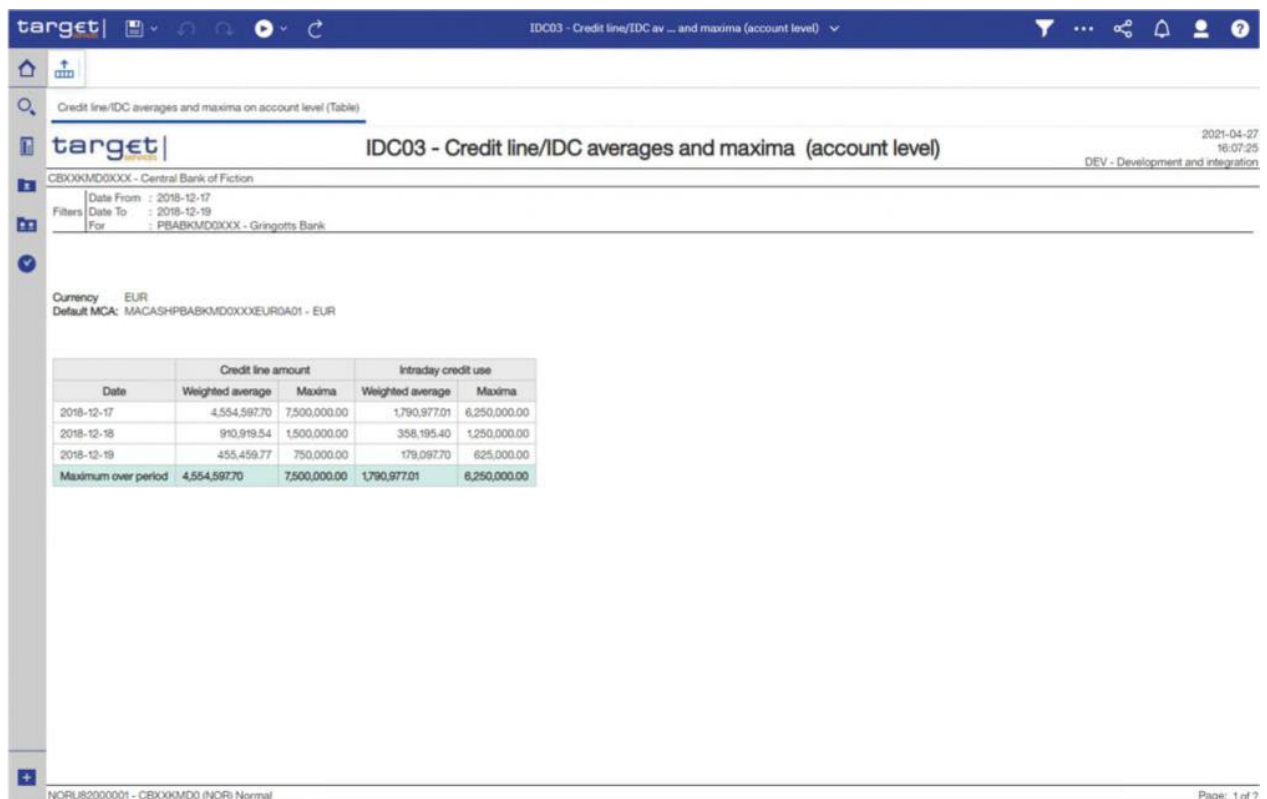 target|
IDC03 - Credit line/IDC av ... and maxima (account level)
Credit line/IDC averages and maxima on account level (Table)
target|
SERVICES
IDC03 - Credit line/IDC averages and maxima (account level)
2021-04-27
16:07:25
DEV - Development and integration
CBXXKMD0XXX - Central Bank of Fiction
Filters
Date From : 2018-12-17
Date To : 2018-12-19
For : PBABKMD0XXX - Gringotts Bank
Currency EUR
Default MCA: MACASHPBABKMD0XXXEUR0A01 - EUR
Credit line amount Intraday credit use
Date Weighted average Maxima Weighted average Maxima
2018-12-17 4,554,597.70 7,500,000.00 1,790,977.01 6,250,000.00
2018-12-18 910,919.54 1,500,000.00 358,195.40 1,250,000.00
2018-12-19 455,459.77 750,000.00 179,097.70 625,000.00
Maximum over period 4,554,597.70 7,500,000.00 1,790,977.01 6,250,000.00
NORU82000001 - CBXXKMD0 (NOR) Normal
Page: 1 of ?